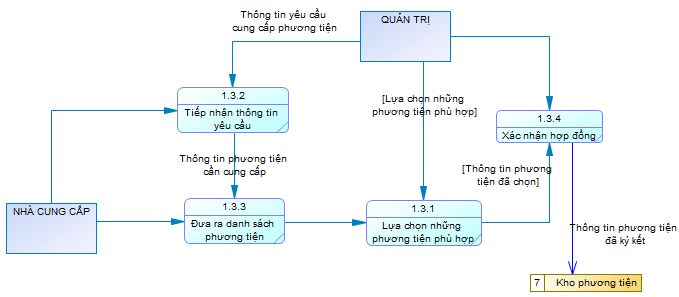 Thông tin yêu cầu
cung cấp phương tiện
QUẢN TRỊ
1.3.2
Tiếp nhận thông tin
yêu cầu
[Lựa chọn những
phương tiện phù hợp]
1.3.4
Xác nhận hợp đồng
Thông tin phương tiện
cần cung cấp
[Thông tin phương
tiện đã chọn]
NHÀ CUNG CẤP
1.3.3
Đưa ra danh sách
phương tiện
1.3.1
Lựa chọn những
phương tiện phù hợp
Thông tin phương tiện
đã ký kết
7 Kho phương tiện